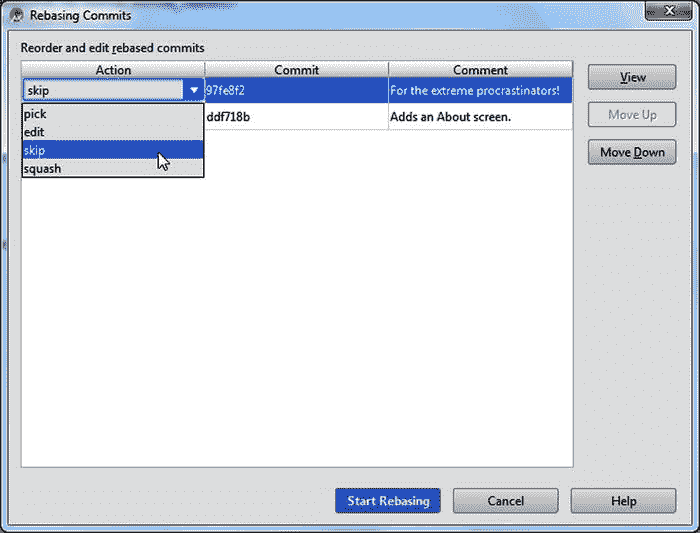 Rebasing Commits
Reorder and edit rebased commits
Action Commit Comment
skip 97fe8f2 For the extreme procrastinators!
pick
edit ddf718b Adds an About screen.
skip
squash
View
Move Up
Move Down
Start Rebasing Cancel Help